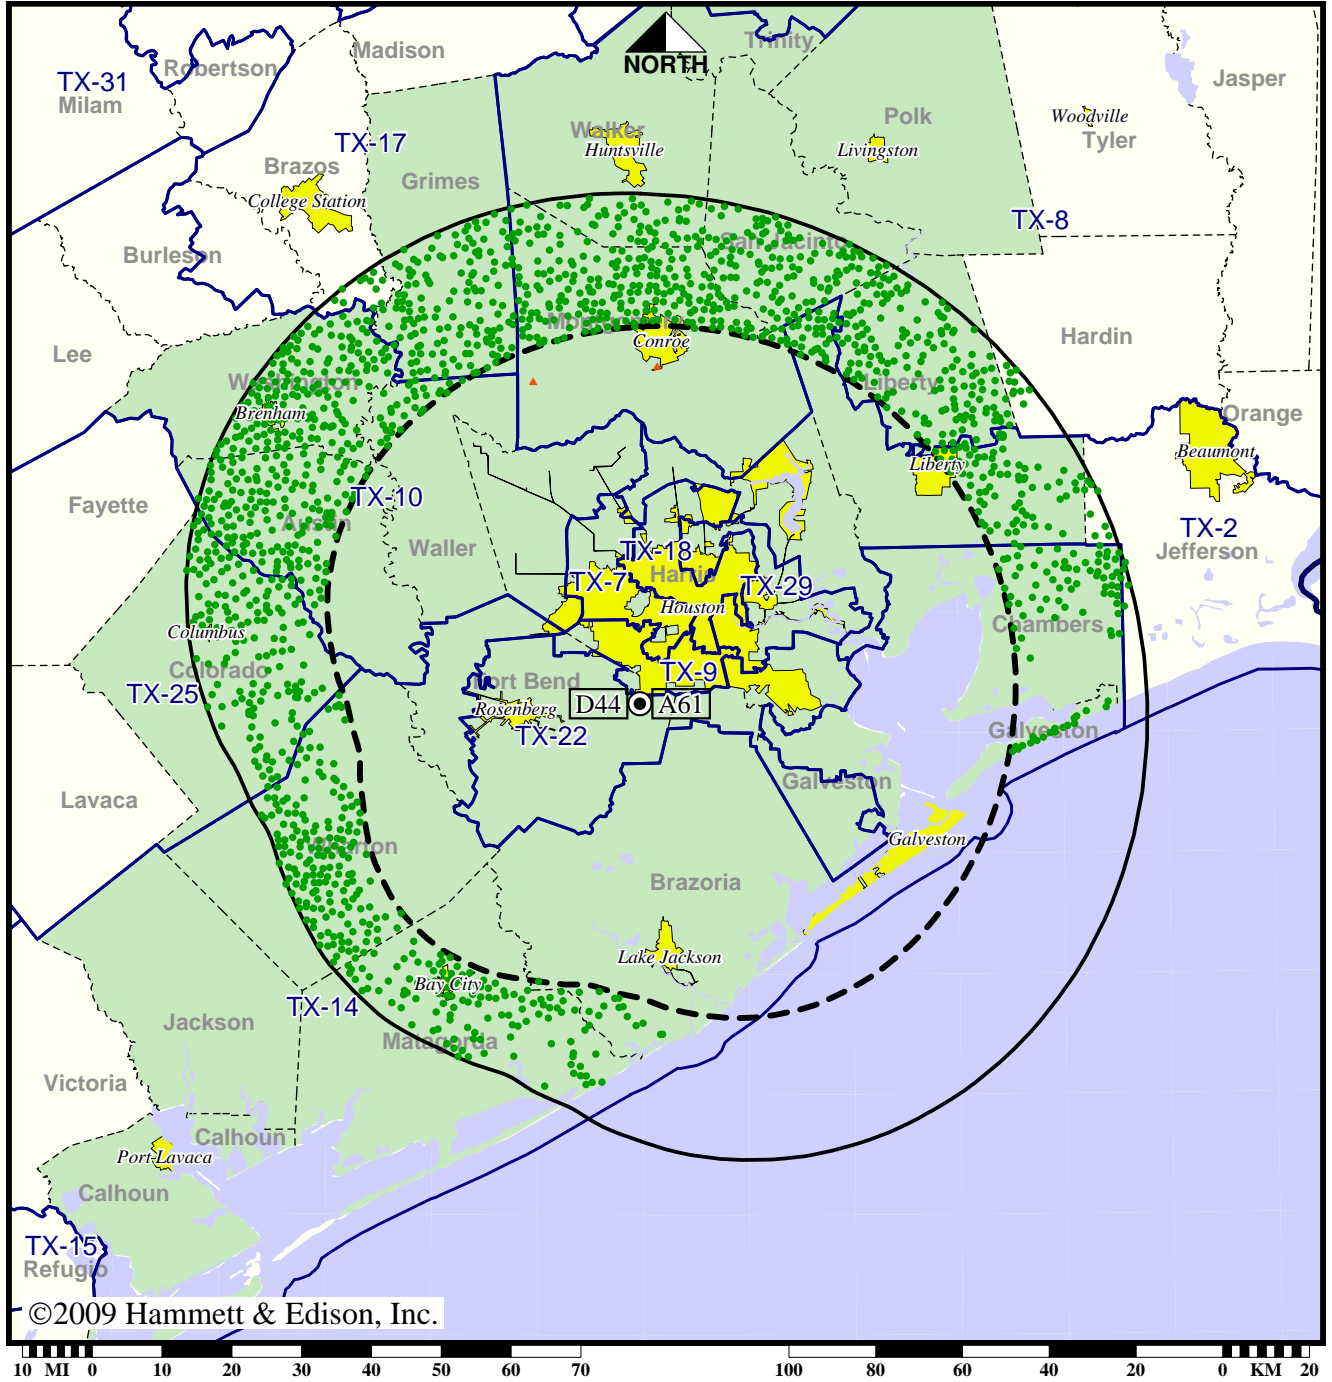 Madison
Trinity
Robertson
NORTH
TX-31
Milam
Jasper
Polk
Woodville
Walker
Huntsville
Livingston
Tyler
TX-17
Brazos
Grimes
College Station
TX-8
San Jacinto
Burleson
Montgomery
Conroe
Hardin
Lee
Washington
Liberty
Brenham
Orange
Beaumont
Liberty
TX-10
Fayette
Austin
TX-2
Jefferson
Waller
TX-18
Harris
TX-7
TX-29
Houston
Columbus
Chambers
Colorado
TX-9
TX-25
Fort Bend
D44
A61
Rosenberg
TX-22
Galveston
Galveston
Lavaca
Galveston
Wharton
Brazoria
Lake Jackson
Bay City
TX-14
Jackson
Matagorda
Victoria
Calhoun
Port Lavaca
Calhoun
TX-15
Refugio
©2009 Hammett & Edison, Inc.
10 MI 0 10 20 30 40 50 60 70 100 80 60 40 20 0 KM 20